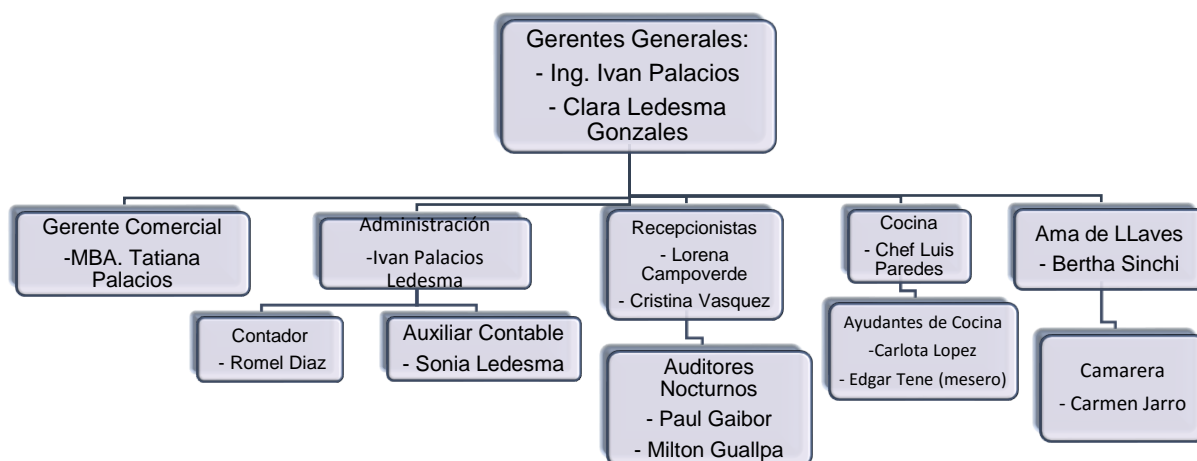 Gerentes Generales:
- Ing. Ivan Palacios
- Clara Ledesma
Gonzales
Gerente Comercial
-MBA. Tatiana
Palacios
Administración
-Ivan Palacios
Ledesma
Recepcionistas
- Lorena
Campoverde
- Cristina Vasquez
Cocina
- Chef Luis
Paredes
Ama de LLaves
- Bertha Sinchi
Contador
- Romel Diaz
Auxiliar Contable
- Sonia Ledesma
Auditores
Nocturnos
- Paul Gaibor
- Milton Guallpa
Ayudantes de Cocina
-Carlota Lopez
- Edgar Tene (mesero)
Camarera
- Carmen Jarro